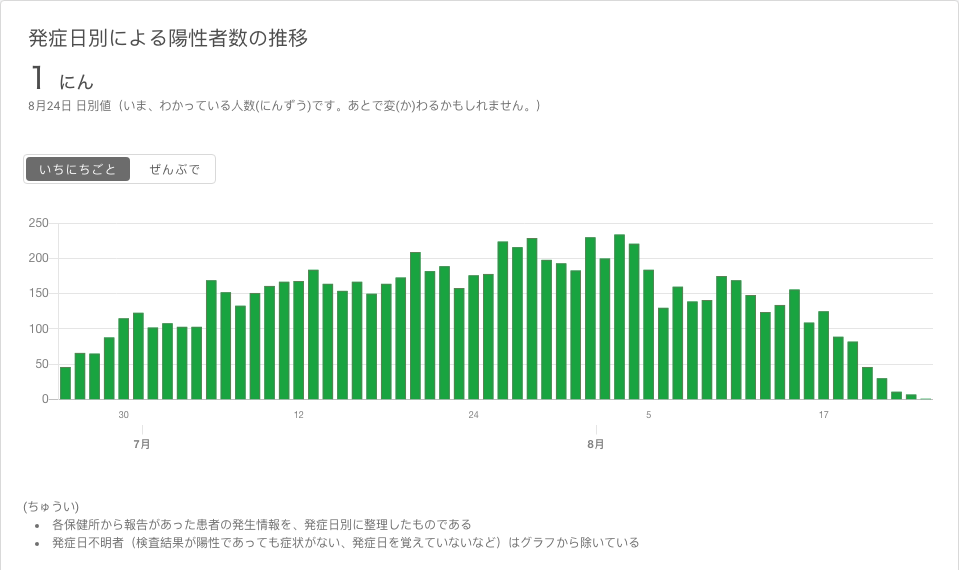 発症日別による陽性者数の推移
1 にん
8月24日 日別値（いま、わかっている人数(にんずう)です。あとで変(か)わるかもしれません。）
いちにちごと ぜんぶで
250
200
150
100
50
0
30 12 24 5 17
7月 8月
(ちゅうい)
• 各保健所から報告があった患者の発生情報を、発症日別に整理したものである
• 発症日不明者（検査結果が陽性であっても症状がない、発症日を覚えていないなど）はグラフから除いている